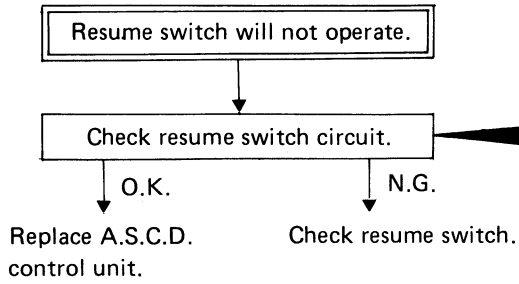 Resume switch will not operate.
Check resume switch circuit.
O.K.
N.G.
Replace A.S.C.D.
control unit.
Check resume switch.